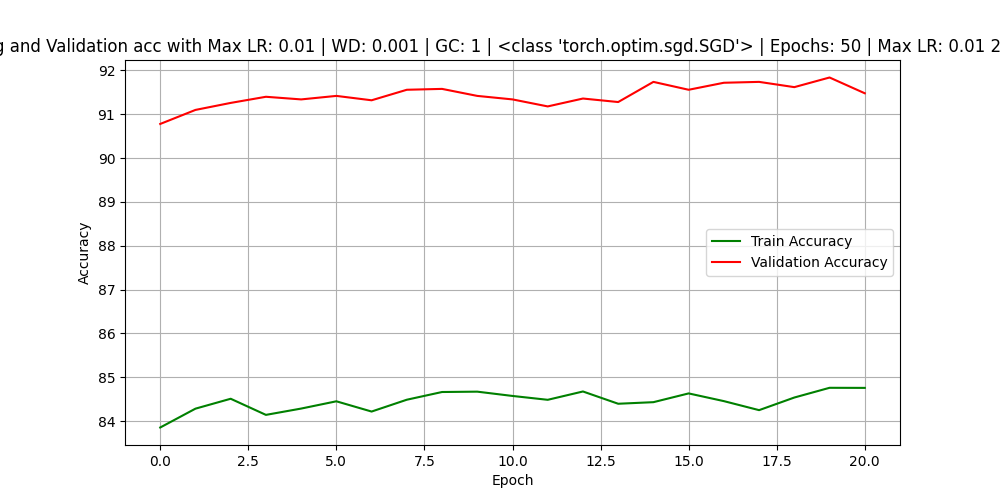 g and Validation acc with Max LR: 0.01 | WD: 0.001 | GC: 1 | <class 'torch.optim.sgd.SGD'> | Epochs: 50 | Max LR: 0.01 2
92
91
90
89
88
87
86
85
84
Accuracy
Train Accuracy
Validation Accuracy
0.0 2.5 5.0 7.5 10.0 12.5 15.0 17.5 20.0
Epoch